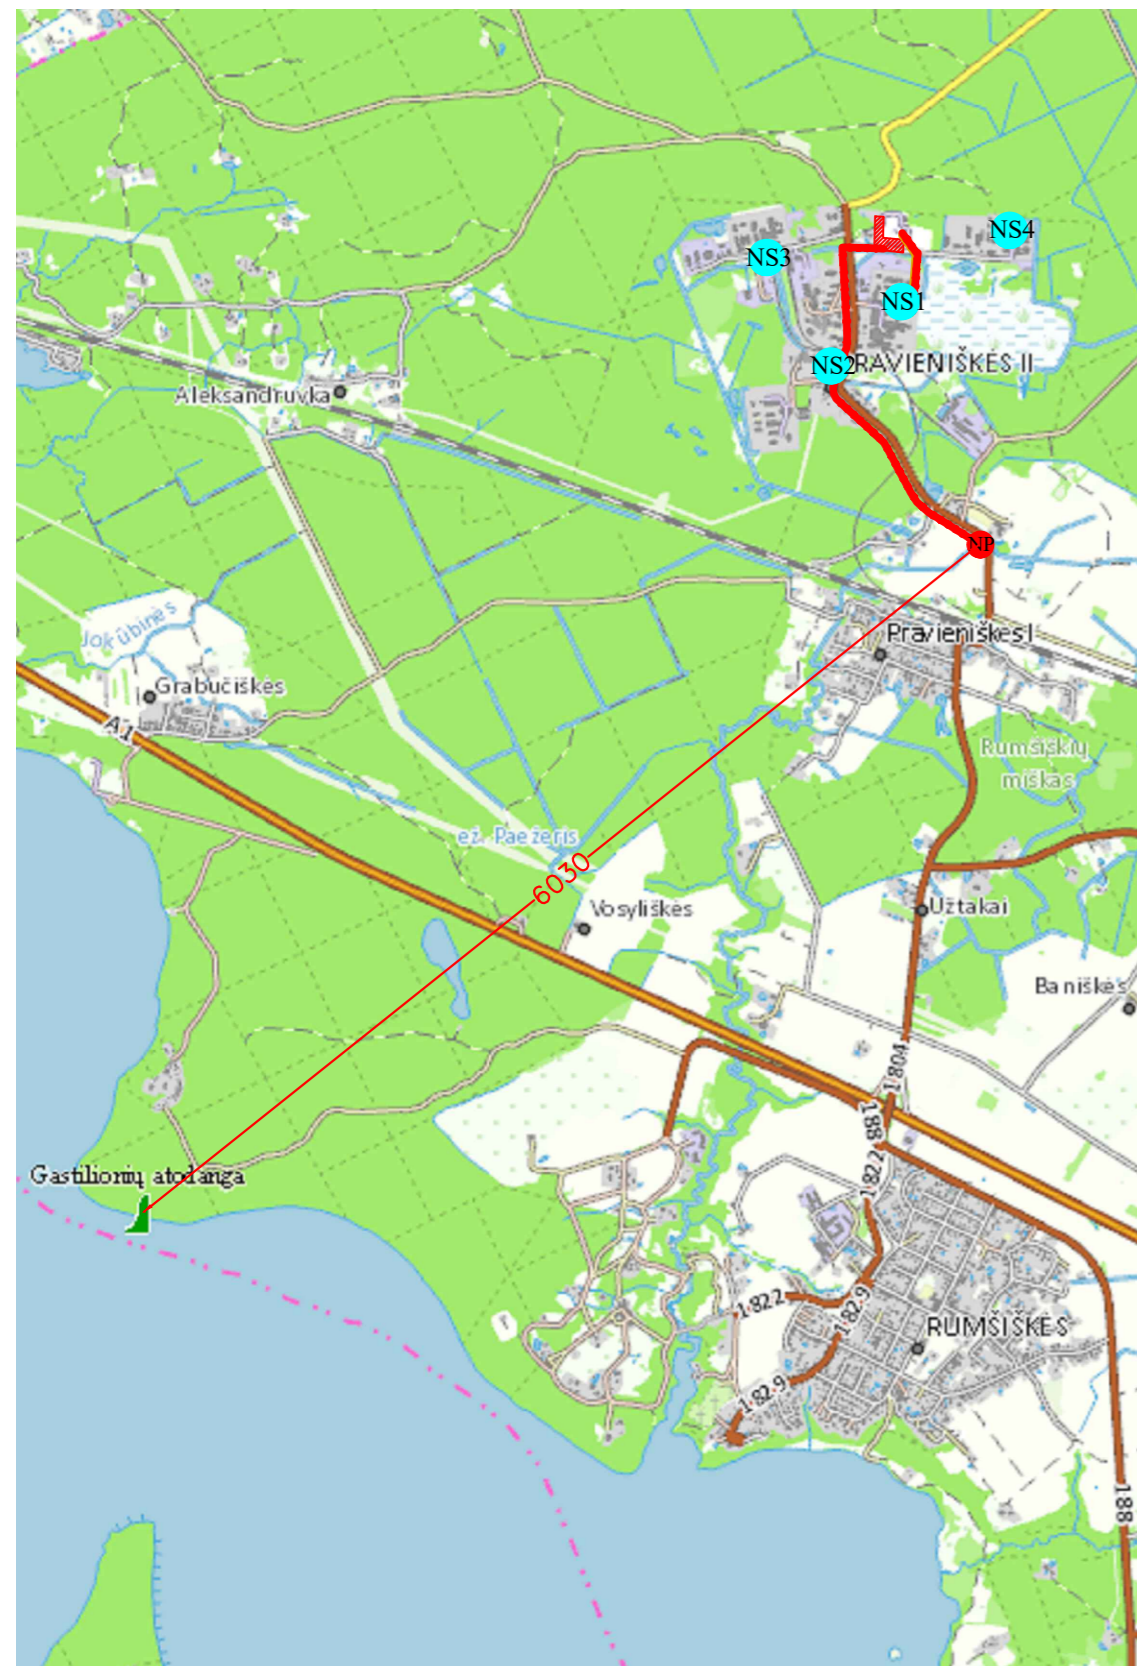 NS4
NS3
NS1
NS2
RAVIENIŠKĖS II
Aleksandruvka
NP
Jokūbinės
Pravieniškės I
Grabučiškės
A1
Rumšiškių
miškas
ež. Paežeris
6030
Vosyliškės
Užtakai
Baniškės
1804
188
1822
Gastilionių atodanga
1822
1829
RUMŠIŠKĖS
1829
188